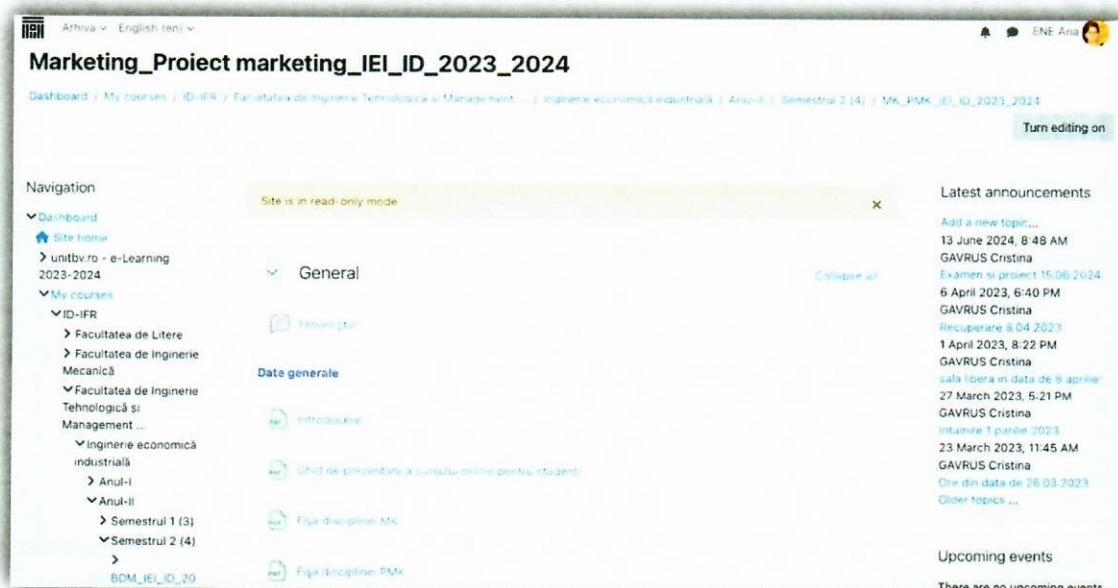 Arhiva English (en)
ENE Ana
Marketing_Proiect marketing_IEI_ID_2023_2024
Dashboard / My courses / ID-IFR / Facultatea de Inginerie Tehnologică și Management ... / Inginerie economică industrială / Anul-II / Semestrul 2 (4) / MK_PMK_IEI_ID_2023_2024
Turn editing on
Navigation
Dashboard
Site home
unitbv.ro - e-Learning
2023-2024
My courses
ID-IFR
Facultatea de Litere
Facultatea de Inginerie
Mecanică
Facultatea de Inginerie
Tehnologică și
Management ...
Inginerie economică
industrială
Anul-I
Anul-II
Semestrul 1 (3)
Semestrul 2 (4)
BDM_IEI_ID_20
Site is in read-only mode
×
General
Collapse all
Forum știri
Date generale
Introducere
Ghid de prezentare a cursului online pentru studenți
Fișa disciplinei MK
Fișa disciplinei PMK
Latest announcements
Add a new topic...
13 June 2024, 8:48 AM
GAVRUS Cristina
Examen si proiect 15.06.2024
6 April 2023, 6:40 PM
GAVRUS Cristina
Recuperare 8.04.2023
1 April 2023, 8:22 PM
GAVRUS Cristina
sala libera in data de 8 aprilie
27 March 2023, 5:21 PM
GAVRUS Cristina
23 March 2023, 11:45 AM
GAVRUS Cristina
Ore din data de 26.03.2023
Older topics ...
Upcoming events
There are no upcoming events